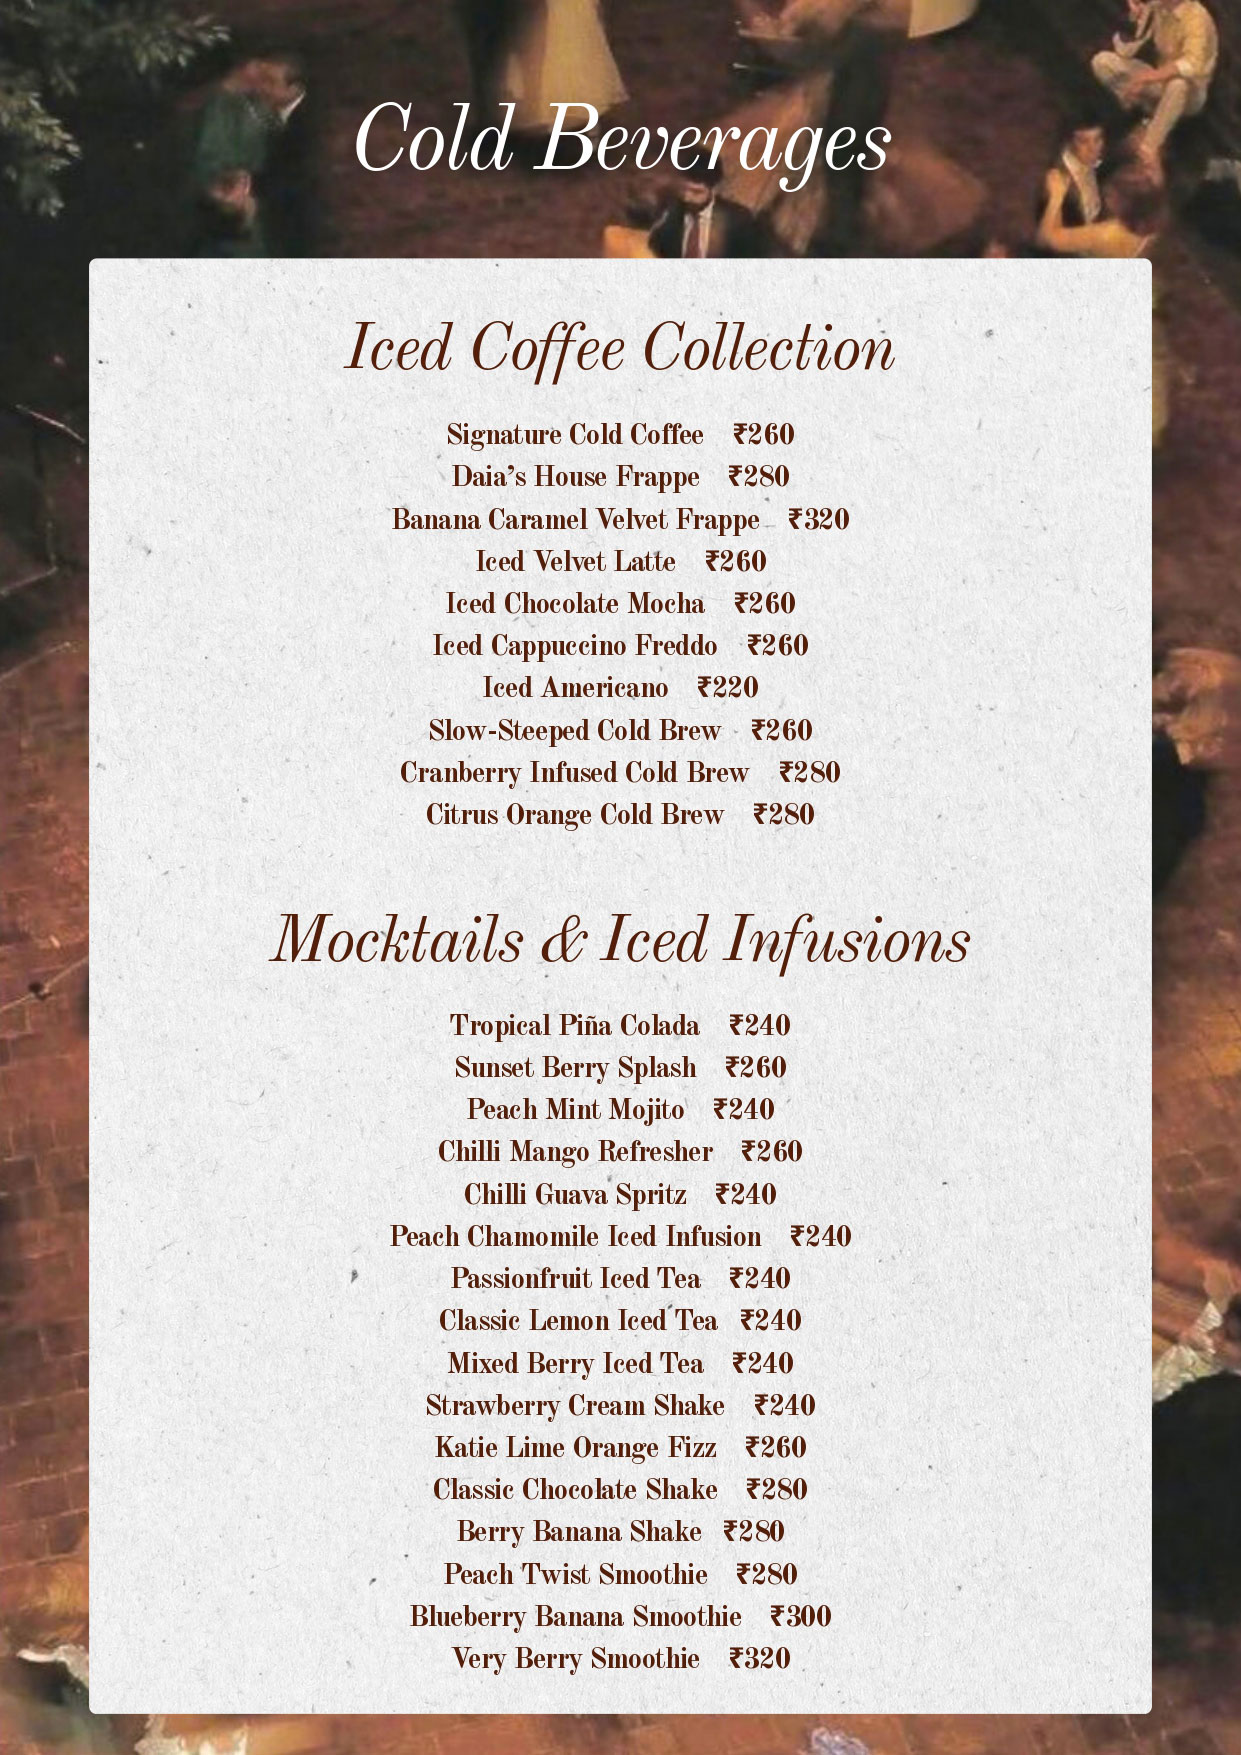 Cold Beverages
Iced Coffee Collection
Signature Cold Coffee ₹260
Daia’s House Frappe ₹280
Banana Caramel Velvet Frappe ₹320
Iced Velvet Latte ₹260
Iced Chocolate Mocha ₹260
Iced Cappuccino Freddo ₹260
Iced Americano ₹220
Slow-Steeped Cold Brew ₹260
Cranberry Infused Cold Brew ₹280
Citrus Orange Cold Brew ₹280
Mocktails & Iced Infusions
Tropical Piña Colada ₹240
Sunset Berry Splash ₹260
Peach Mint Mojito ₹240
Chilli Mango Refresher ₹260
Chilli Guava Spritz ₹240
Peach Chamomile Iced Infusion ₹240
Passionfruit Iced Tea ₹240
Classic Lemon Iced Tea ₹240
Mixed Berry Iced Tea ₹240
Strawberry Cream Shake ₹240
Katie Lime Orange Fizz ₹260
Classic Chocolate Shake ₹280
Berry Banana Shake ₹280
Peach Twist Smoothie ₹280
Blueberry Banana Smoothie ₹300
Very Berry Smoothie ₹320